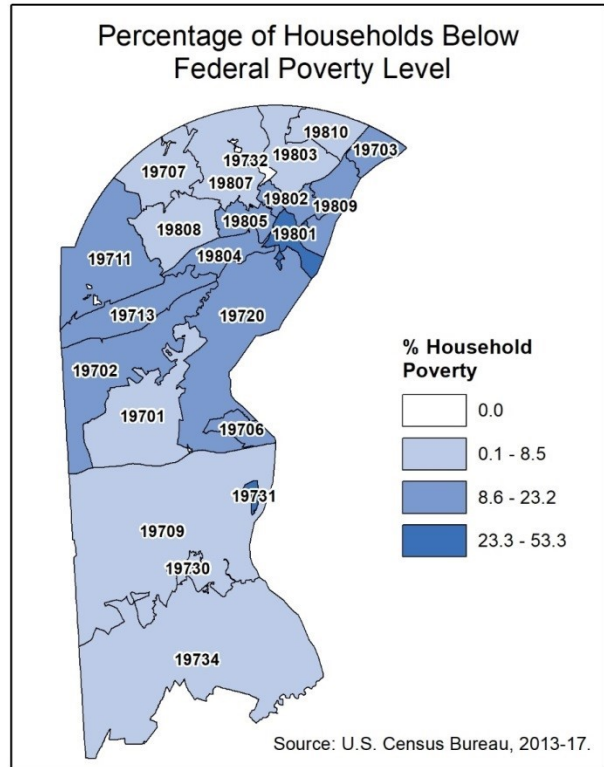 Percentage of Households Below
Federal Poverty Level
19810
19703
19707
19732
19803
19807
19802
19809
19808
19805
19801
19711
19804
19713
19720
19702
19701
19706
19731
19709
19730
19734
% Household
Poverty
0.0
0.1 - 8.5
8.6 - 23.2
23.3 - 53.3
Source: U.S. Census Bureau, 2013-17.